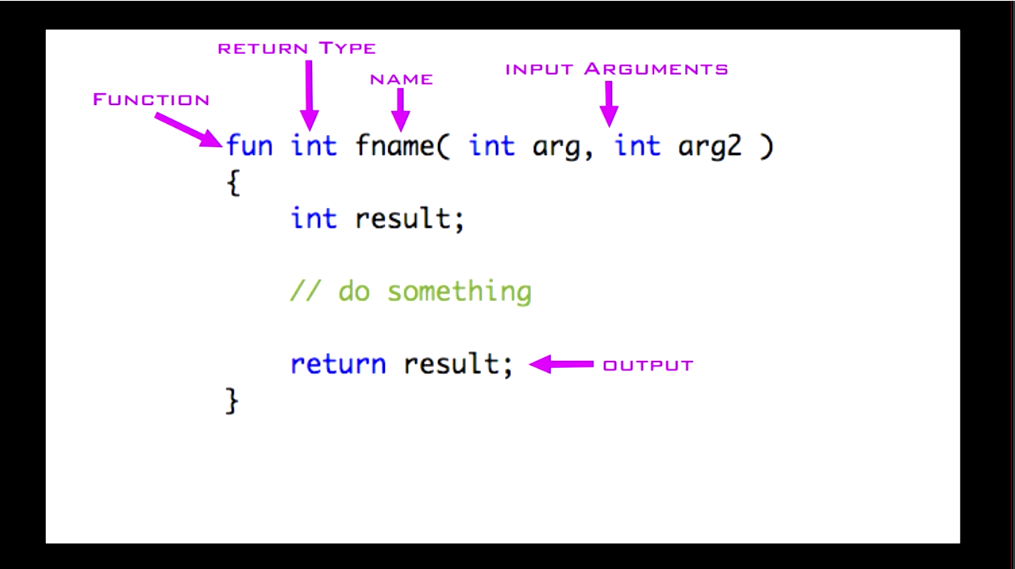 RETURN TYPE
NAME
INPUT ARGUMENTS
FUNCTION
fun int fname( int arg, int arg2 )
{
int result;
// do something
return result;
OUTPUT
}